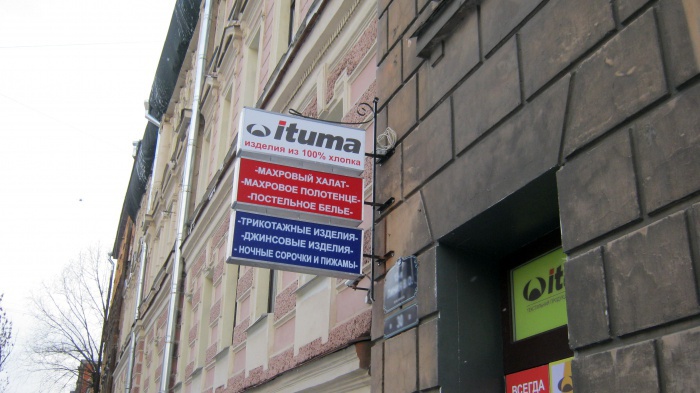 ituma
изделия из 100% хлопка
-МАХРОВЫЙ ХАЛАТ-
-МАХРОВОЕ ПОЛОТЕНЦЕ-
-ПОСТЕЛЬНОЕ БЕЛЬЕ-
-ТРИКОТАЖНЫЕ ИЗДЕЛИЯ-
-ДЖИНСОВЫЕ ИЗДЕЛИЯ-
-НОЧНЫЕ СОРОЧКИ И ПИЖАМЫ-
itu
ВСЕГДА